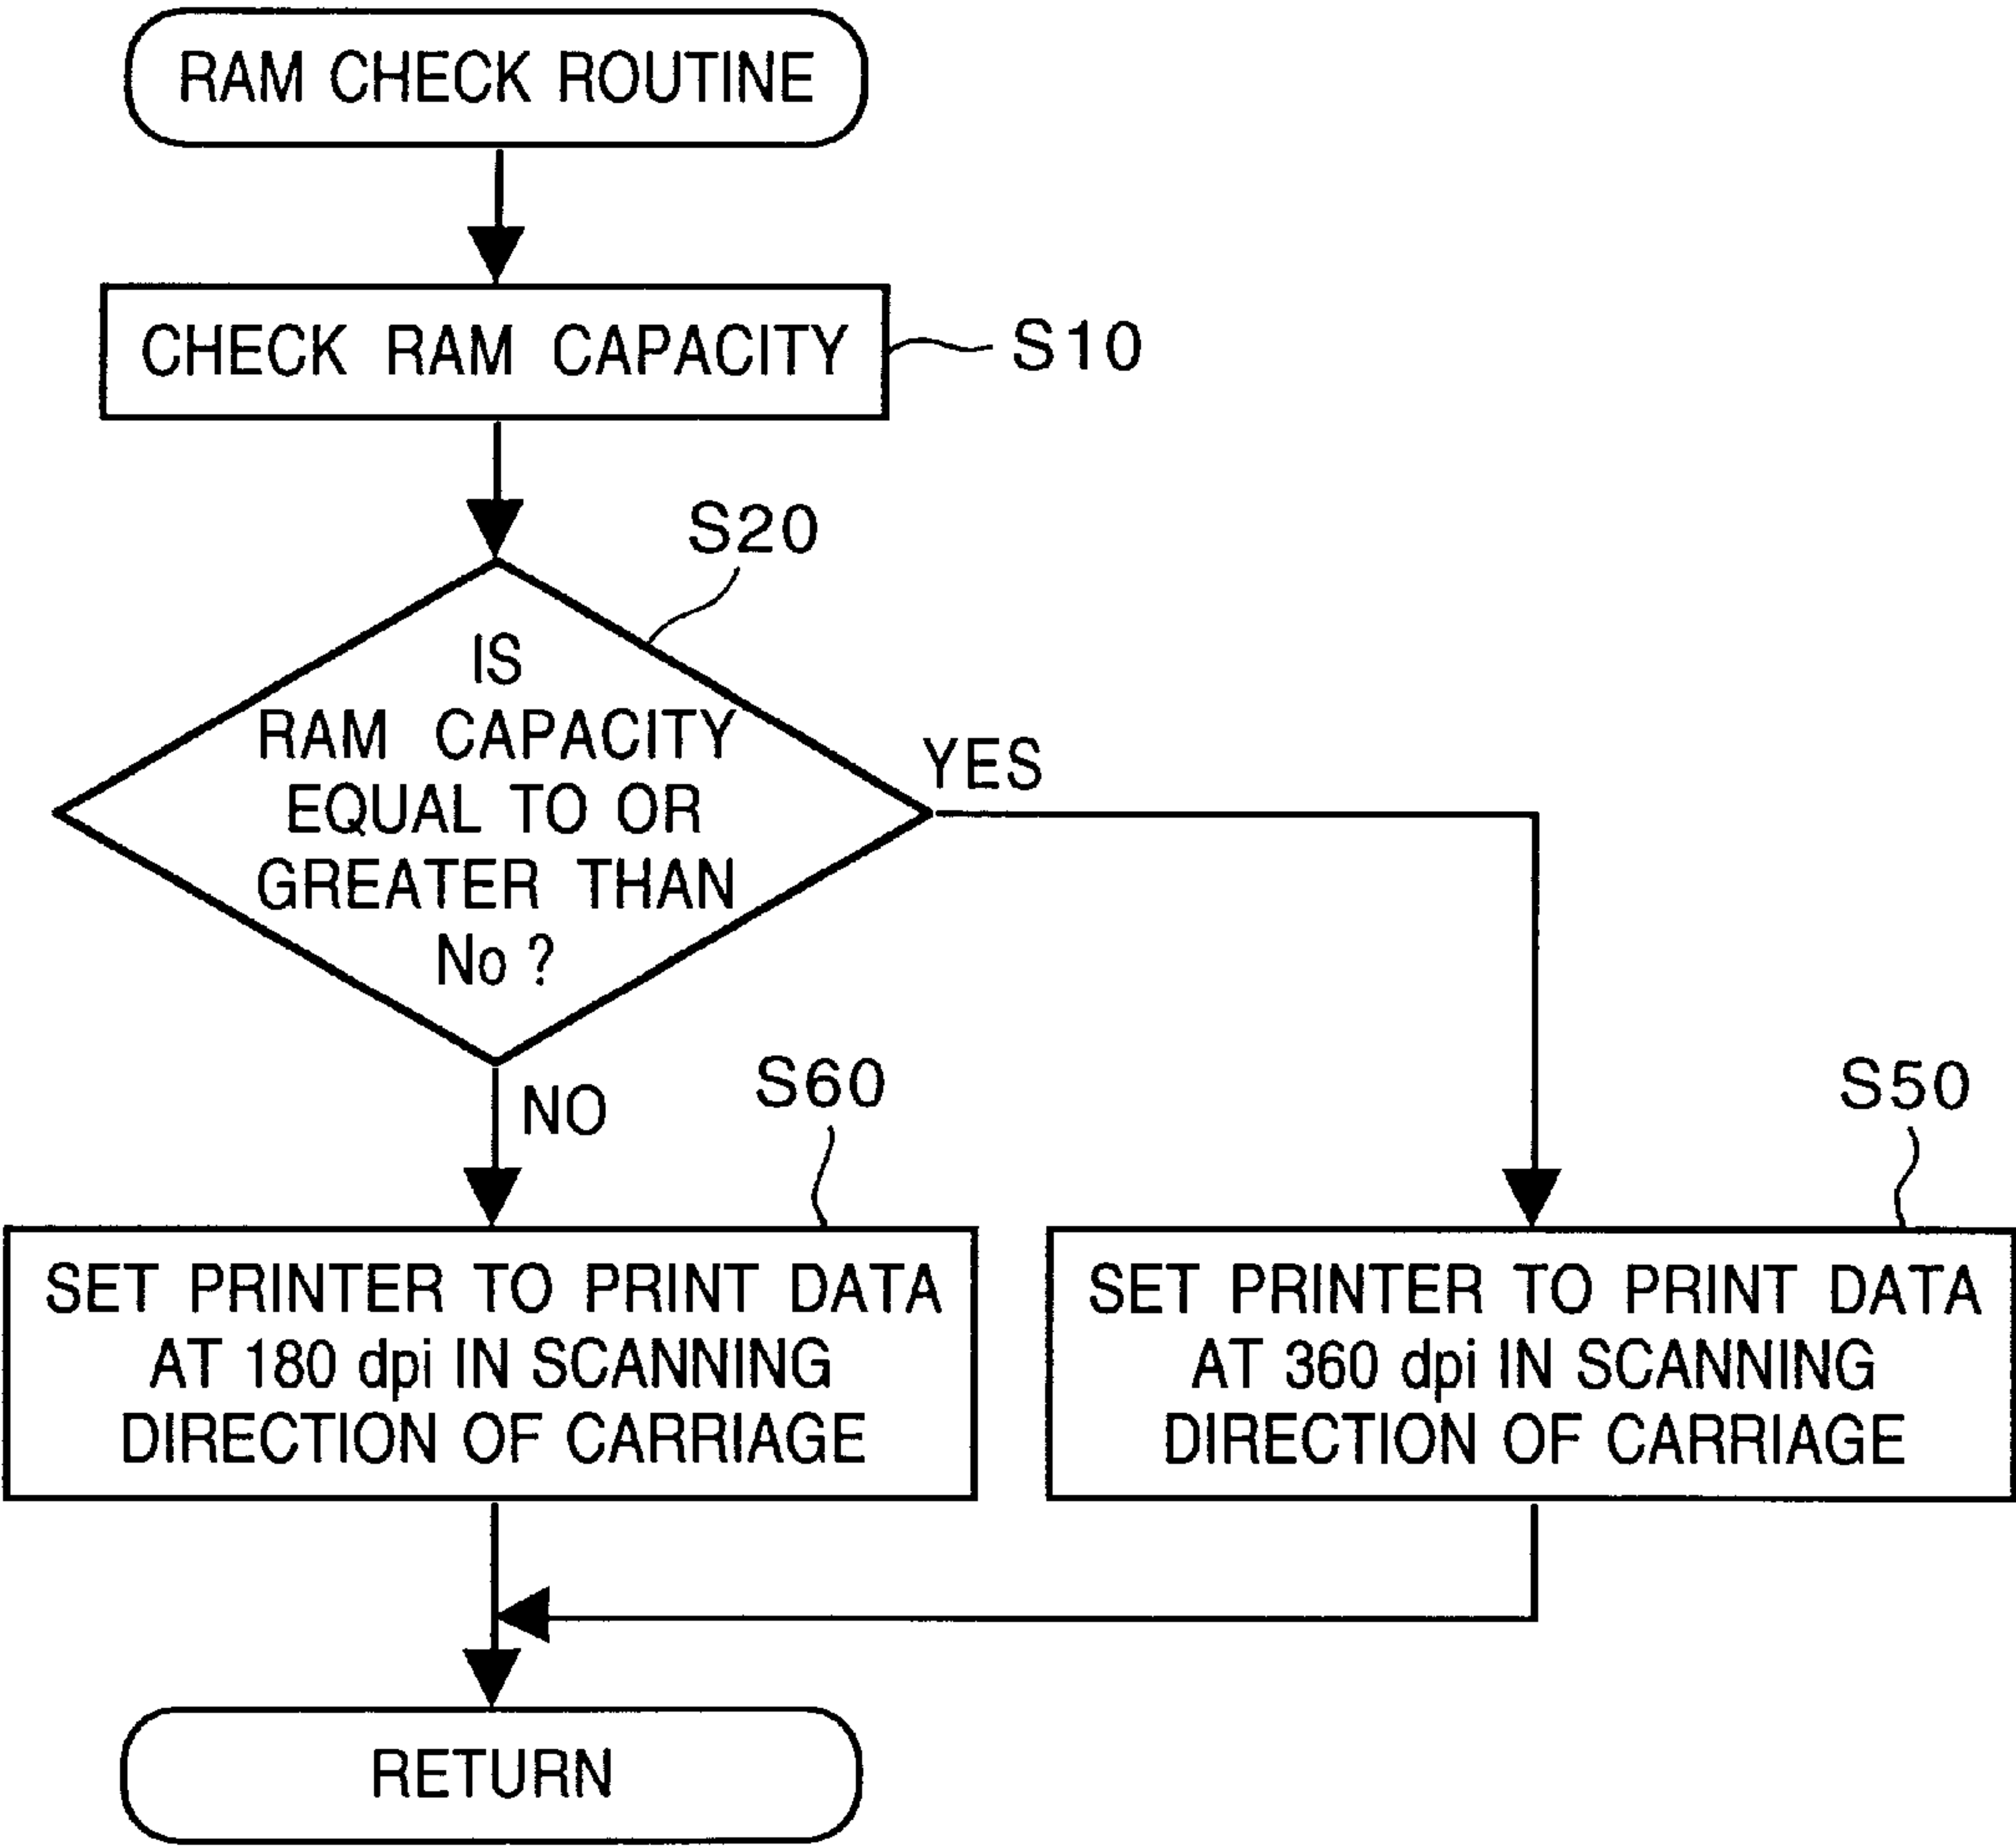 RAM CHECK ROUTINE
CHECK RAM CAPACITY
S10
S20
IS
RAM CAPACITY
EQUAL TO OR
GREATER THAN
No?
YES
NO
S60
SET PRINTER TO PRINT DATA
AT 180 dpi IN SCANNING
DIRECTION OF CARRIAGE
S50
SET PRINTER TO PRINT DATA
AT 360 dpi IN SCANNING
DIRECTION OF CARRIAGE
RETURN